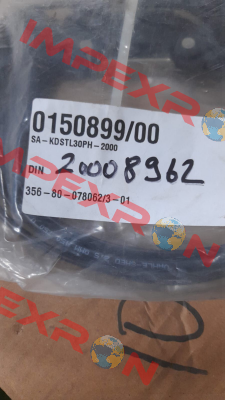 0150899/00
SA-KDSTL30PH-2000
DIN 20008962
356-80-078062/3-01
IMPEXRON
IMPEXRON